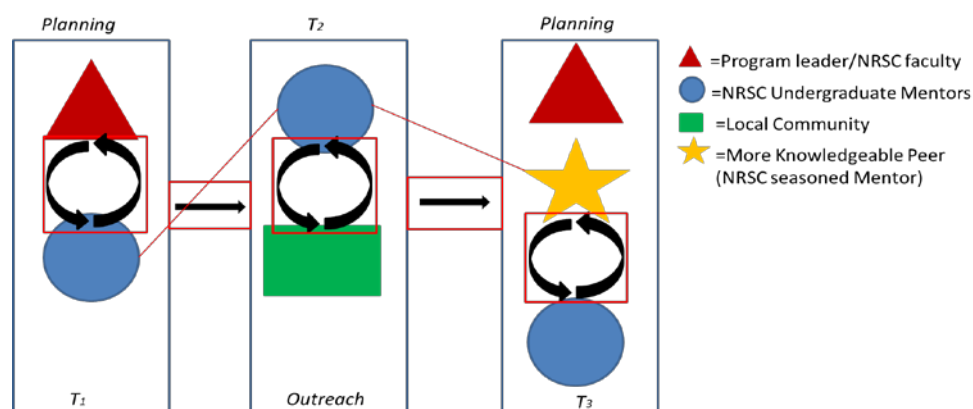 Planning
T₂
Planning
=Program leader/NRSC faculty
=NRSC Undergraduate Mentors
=Local Community
=More Knowledgeable Peer
(NRSC seasoned Mentor)
T₁
Outreach
T₃